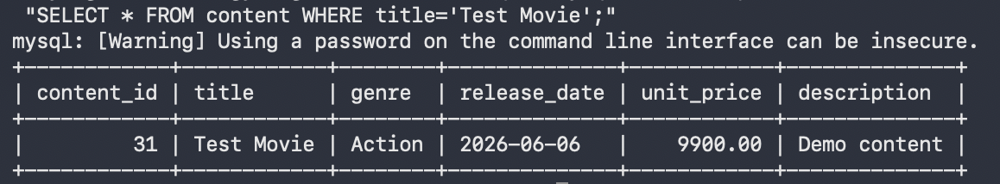 "SELECT * FROM content WHERE title='Test Movie';"
mysql: [Warning] Using a password on the command line interface can be insecure.
+------------+------------+--------+--------------+------------+--------------+
| content_id | title      | genre  | release_date | unit_price | description  |
+------------+------------+--------+--------------+------------+--------------+
|         31 | Test Movie | Action | 2026-06-06   |    9900.00 | Demo content |
+------------+------------+--------+--------------+------------+--------------+